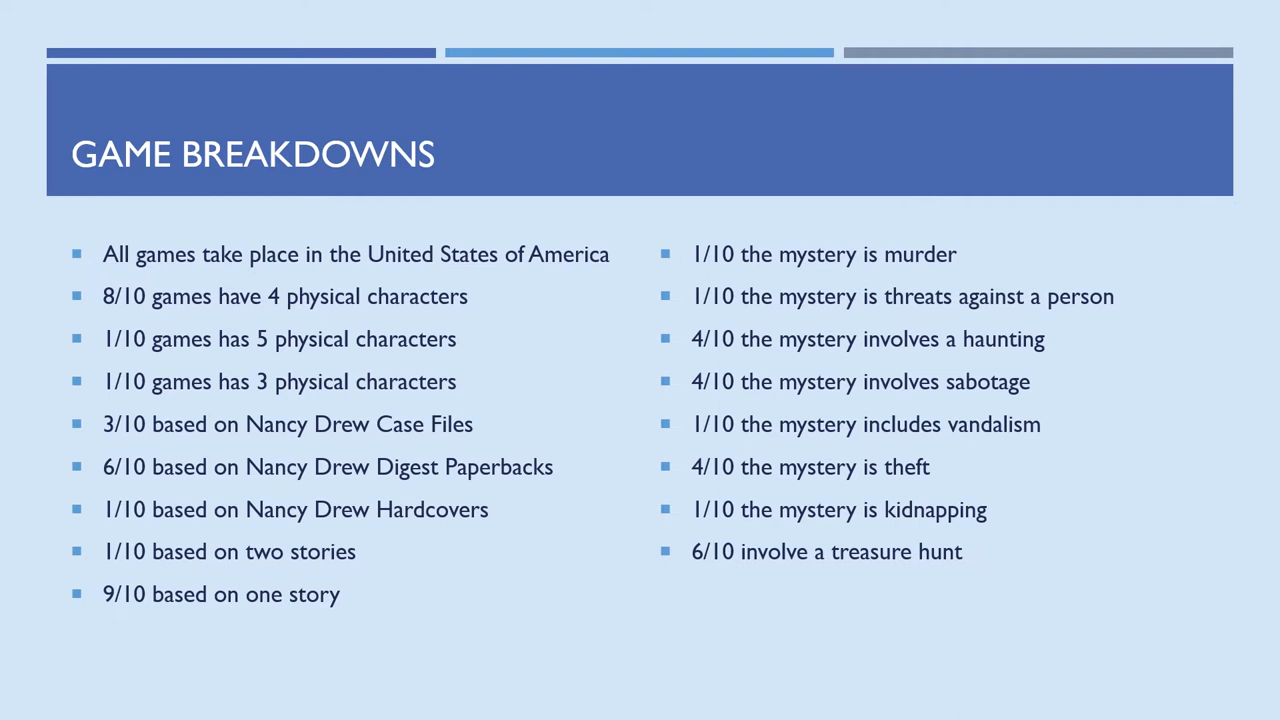 GAME BREAKDOWNS
All games take place in the United States of America
8/10 games have 4 physical characters
1/10 games has 5 physical characters
1/10 games has 3 physical characters
3/10 based on Nancy Drew Case Files
6/10 based on Nancy Drew Digest Paperbacks
1/10 based on Nancy Drew Hardcovers
1/10 based on two stories
9/10 based on one story
1/10 the mystery is murder
1/10 the mystery is threats against a person
4/10 the mystery involves a haunting
4/10 the mystery involves sabotage
1/10 the mystery includes vandalism
4/10 the mystery is theft
1/10 the mystery is kidnapping
6/10 involve a treasure hunt